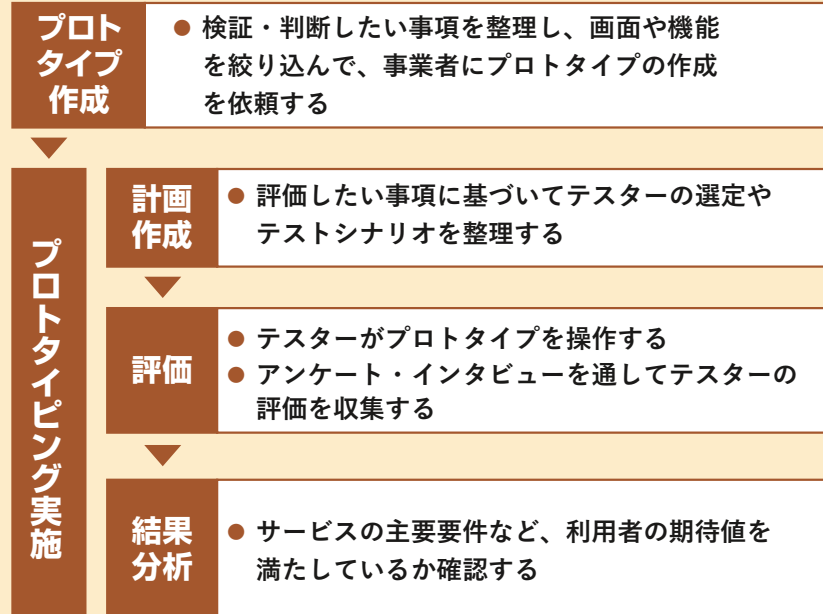 プロト
タイプ
作成
● 検証・判断したい事項を整理し、画面や機能
を絞り込んで、事業者にプロトタイプの作成
を依頼する
プロトタイピング実施
計画
作成
● 評価したい事項に基づいてテスターの選定や
テストシナリオを整理する
評価
● テスターがプロトタイプを操作する
● アンケート・インタビューを通してテスターの
評価を収集する
結果
分析
● サービスの主要要件など、利用者の期待値を
満たしているか確認する